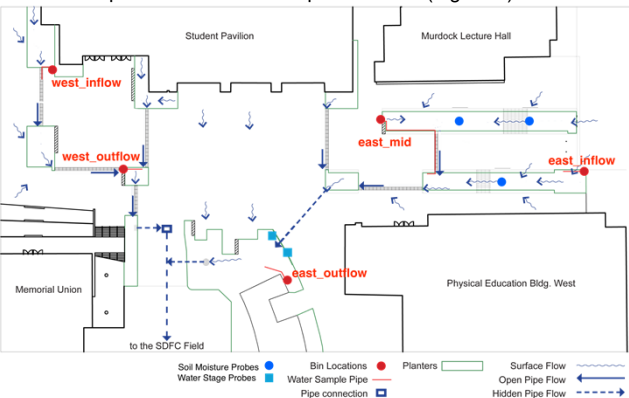 Student Pavilion
Murdock Lecture Hall
west_inflow
east_mid
east_inflow
west_outflow
east_outflow
Memorial Union
Physical Education Bldg. West
to the SDFC Field
Soil Moisture Probes
Bin Locations
Planters
Surface Flow
Water Stage Probes
Water Sample Pipe
Open Pipe Flow
Pipe connection
Hidden Pipe Flow